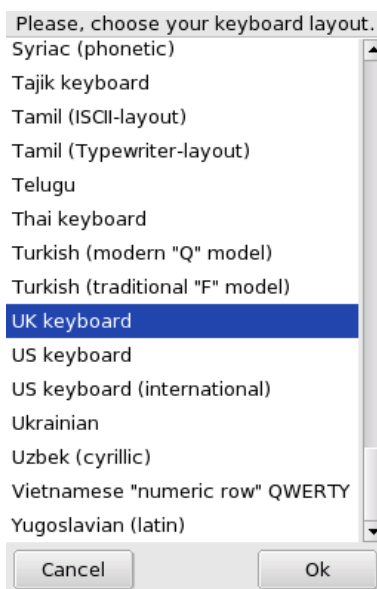 Please, choose your keyboard layout.
Syriac (phonetic)
Tajik keyboard
Tamil (ISCII-layout)
Tamil (Typewriter-layout)
Telugu
Thai keyboard
Turkish (modern "Q" model)
Turkish (traditional "F" model)
UK keyboard
US keyboard
US keyboard (international)
Ukrainian
Uzbek (cyrillic)
Vietnamese "numeric row" QWERTY
Yugoslavian (latin)
Cancel Ok